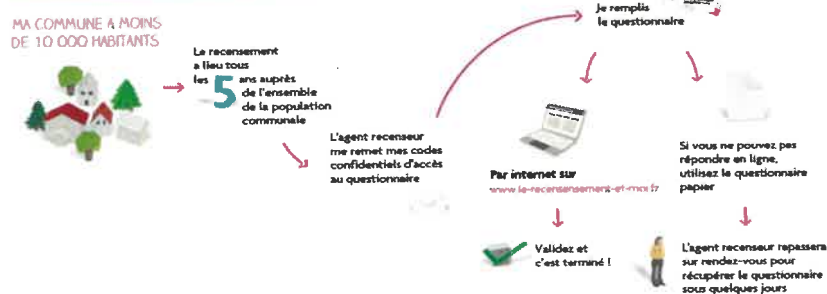 MA COMMUNE A MOINS
DE 10 000 HABITANTS
Le recensement
a lieu tous
les 5 ans auprès
de l'ensemble
de la population
communale
L'agent recenseur
me remet mes codes
confidentiels d'accès
au questionnaire
Je remplis
le questionnaire
Par internet sur
www.le-recensensement-et-moi.fr
Validez et
c'est terminé !
Si vous ne pouvez pas
répondre en ligne,
utilisez le questionnaire
papier
L'agent recenseur repassera
sur rendez-vous pour
récupérer le questionnaire
sous quelques jours